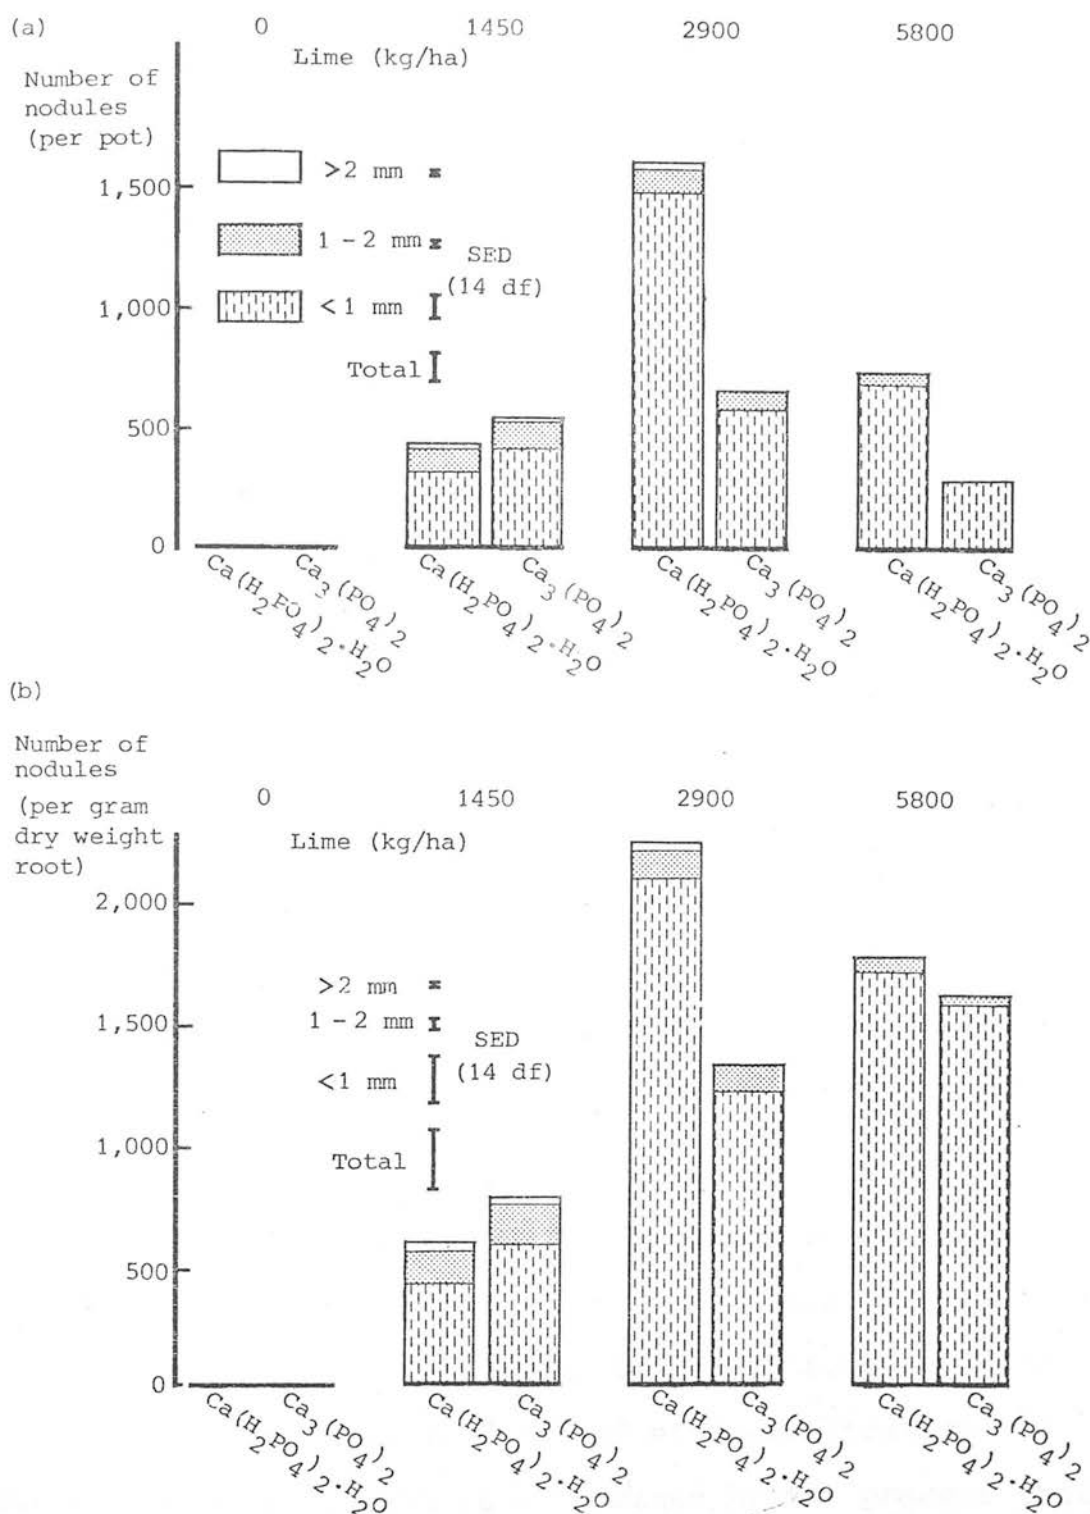 (a)
0 1450 2900 5800
Lime (kg/ha)
Number of
nodules
(per pot)
>2 mm
1,500
1-2 mm
SED
(14 df)
1,000
<1 mm
Total
500
0
Ca(H2PO4)2·H2O Ca3(PO4)2 Ca(H2PO4)2·H2O Ca3(PO4)2 Ca(H2PO4)2·H2O Ca3(PO4)2 Ca(H2PO4)2·H2O Ca3(PO4)2
(b)
Number of
nodules
(per gram
dry weight
root)
0 1450 2900 5800
Lime (kg/ha)
2,000
>2 mm
1-2 mm
1,500
SED
(14 df)
<1 mm
1,000
Total
500
0
Ca(H2PO4)2·H2O Ca3(PO4)2 Ca(H2PO4)2·H2O Ca3(PO4)2 Ca(H2PO4)2·H2O Ca3(PO4)2 Ca(H2PO4)2·H2O Ca3(PO4)2